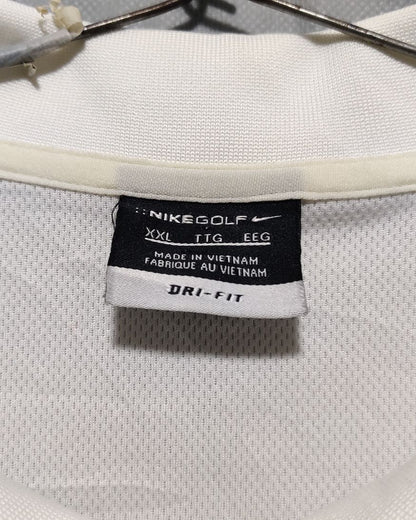 NIKEGOLF
XXL TTG EEG
MADE IN VIETNAM
FABRIQUE AU VIETNAM
DRI-FIT